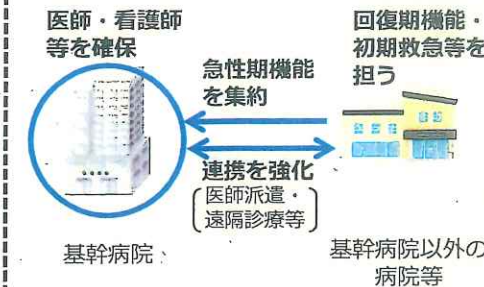 医師・看護師
等を確保
回復期機能・
初期救急等を
担う
急性期機能
を集約
連携を強化
医師派遣・
遠隔診療等
基幹病院
基幹病院以外の
病院等